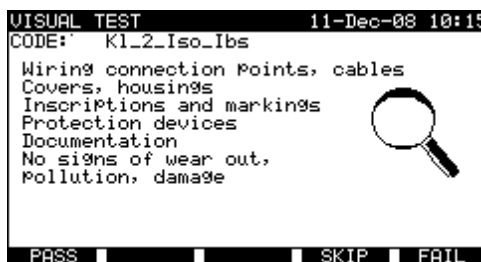 VISUAL TEST 11-Dec-08 10:15
CODE: Kl_2_Iso_Ibs
Wiring connection points, cables
Covers, housings
Inscriptions and markings
Protection devices
Documentation
No signs of wear out,
pollution, damage
PASS SKIP FAIL